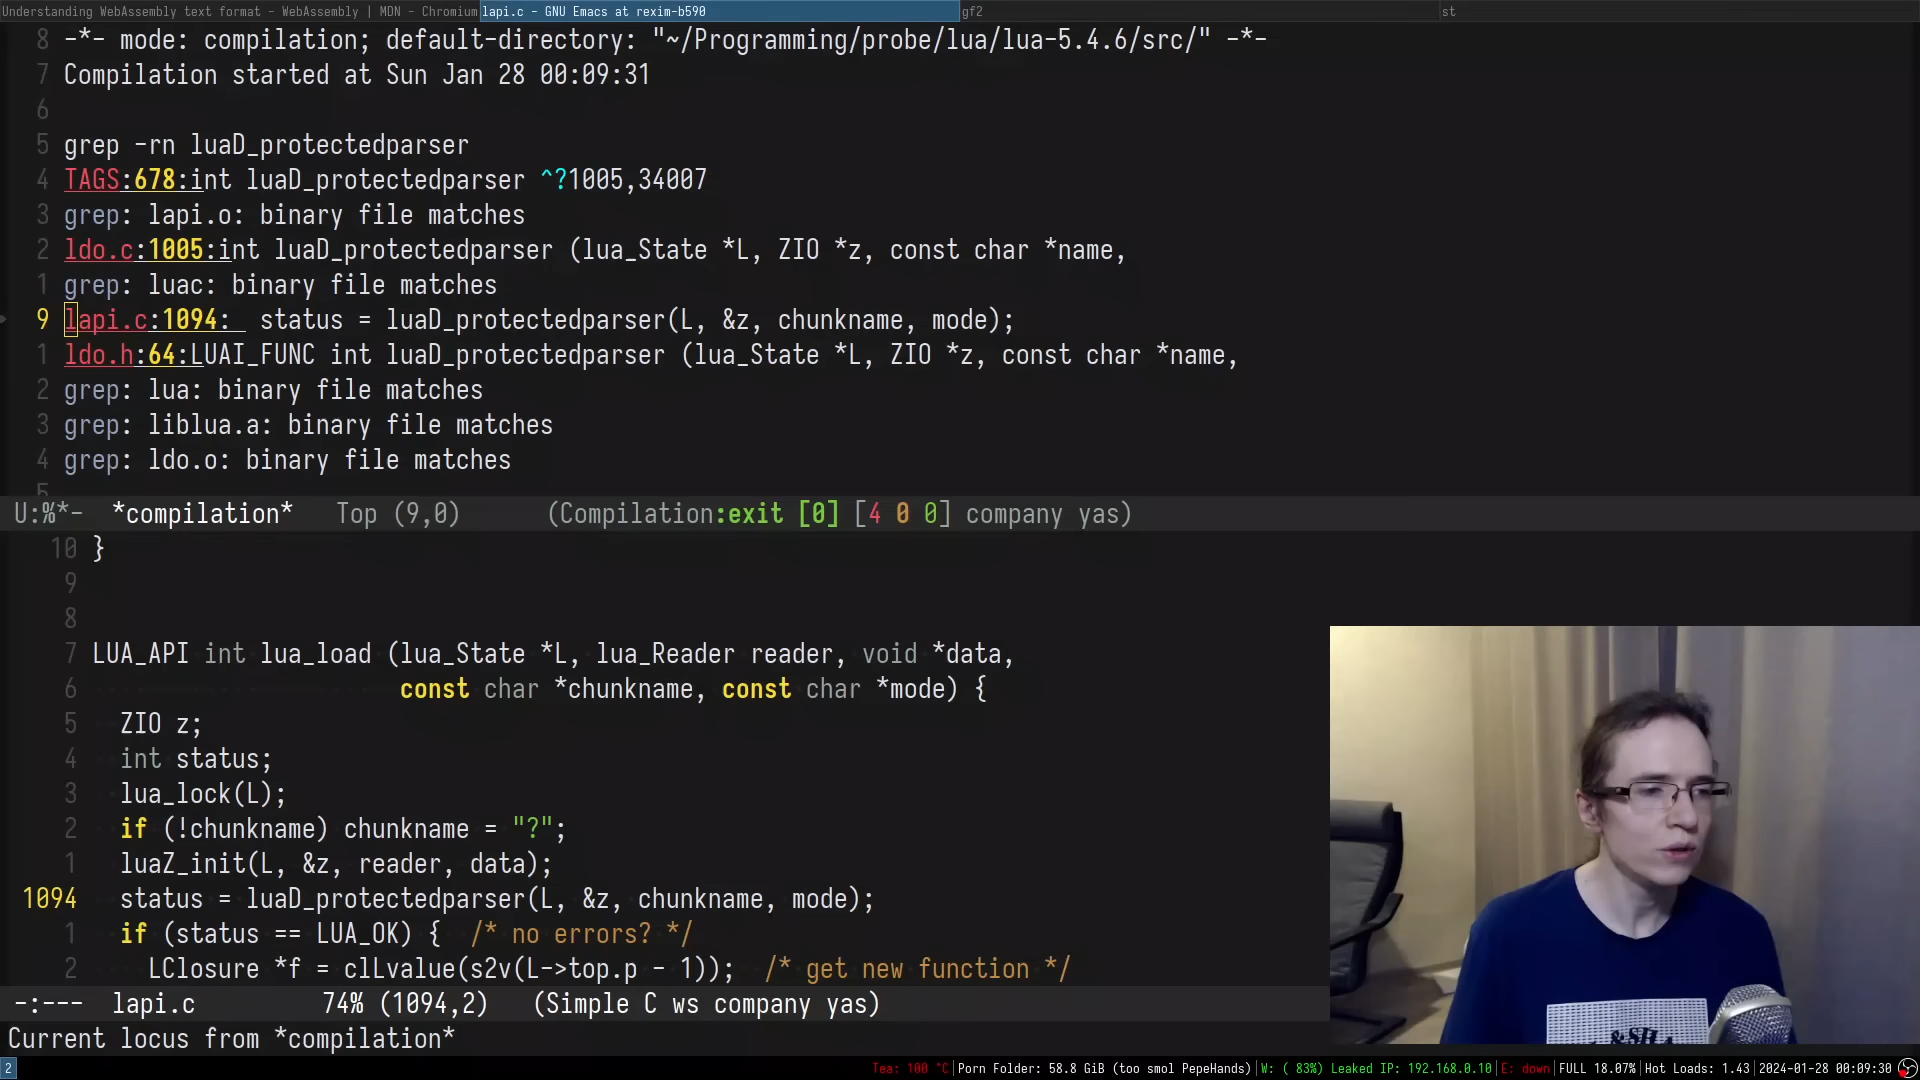 Understanding WebAssembly text format - WebAssembly | MDN - Chromium lapi.c - GNU Emacs at rexim-b590 gf2 st
8 -*- mode: compilation; default-directory: "~/Programming/probe/lua/lua-5.4.6/src/" -*-
7 Compilation started at Sun Jan 28 00:09:31
6
5 grep -rn luaD_protectedparser
4 TAGS:678:int luaD_protectedparser ^?1005,34007
3 grep: lapi.o: binary file matches
2 ldo.c:1005:int luaD_protectedparser (lua_State *L, ZIO *z, const char *name,
1 grep: luac: binary file matches
9 lapi.c:1094:  status = luaD_protectedparser(L, &z, chunkname, mode);
1 ldo.h:64:LUAI_FUNC int luaD_protectedparser (lua_State *L, ZIO *z, const char *name,
2 grep: lua: binary file matches
3 grep: liblua.a: binary file matches
4 grep: ldo.o: binary file matches
5
U:%*-  *compilation*   Top (9,0)      (Compilation:exit [0] [4 0 0] company yas)
10 }
9
8
7 LUA_API int lua_load (lua_State *L, lua_Reader reader, void *data,
6 const char *chunkname, const char *mode) {
5 ZIO z;
4 int status;
3 lua_lock(L);
2 if (!chunkname) chunkname = "?";
1 luaZ_init(L, &z, reader, data);
1094 status = luaD_protectedparser(L, &z, chunkname, mode);
1 if (status == LUA_OK) {  /* no errors? */
2 LClosure *f = clLvalue(s2v(L->top.p - 1));  /* get new function */
-:---  lapi.c         74% (1094,2)   (Simple C ws company yas)
Current locus from *compilation*
2 Tea: 100 °C|Porn Folder: 58.8 GiB (too smol PepeHands)|W: ( 83%) Leaked IP: 192.168.0.10|E: down|FULL 18.07%|Hot Loads: 1.43|2024-01-28 00:09:30